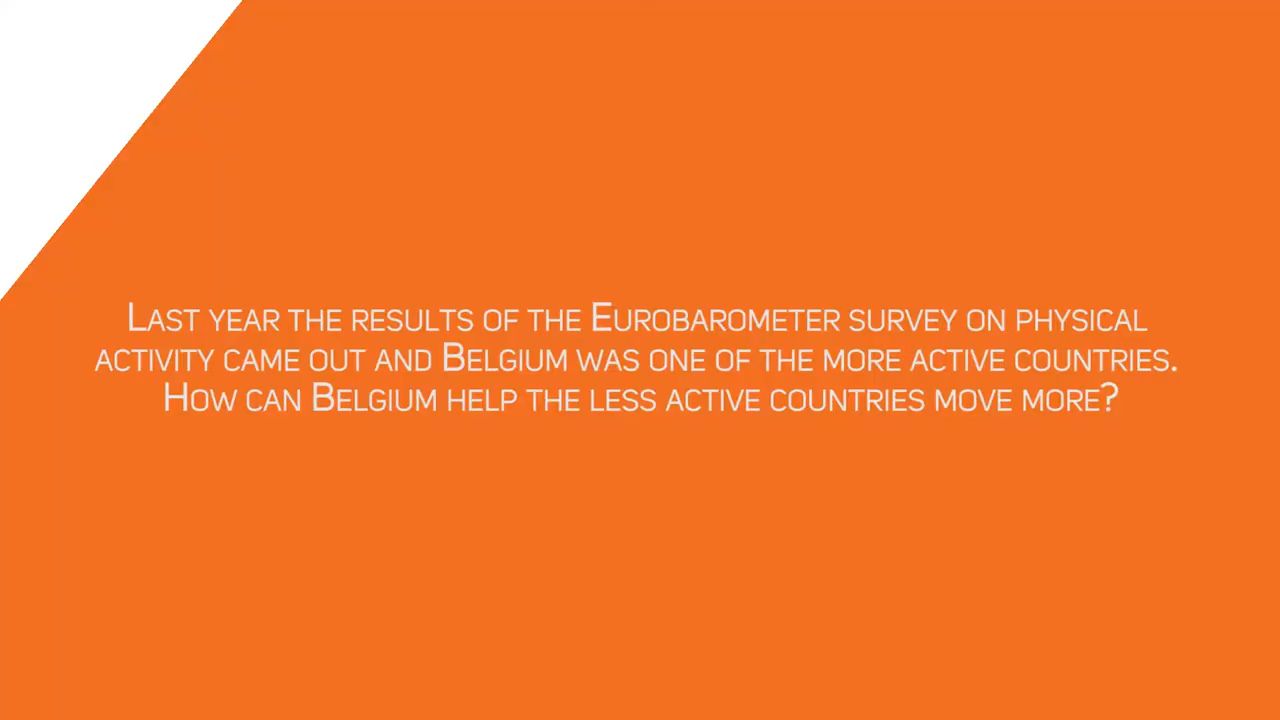 Last year the results of the Eurobarometer survey on physical
activity came out and Belgium was one of the more active countries.
How can Belgium help the less active countries move more?